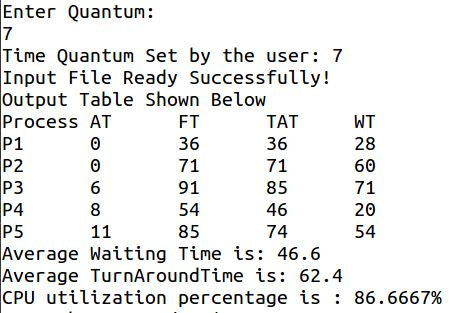 Enter Quantum:
7
Time Quantum Set by the user: 7
Input File Ready Successfully!
Output Table Shown Below
Process AT FT TAT WT
P1 0 36 36 28
P2 0 71 71 60
P3 6 91 85 71
P4 8 54 46 20
P5 11 85 74 54
Average Waiting Time is: 46.6
Average TurnAroundTime is: 62.4
CPU utilization percentage is : 86.6667%